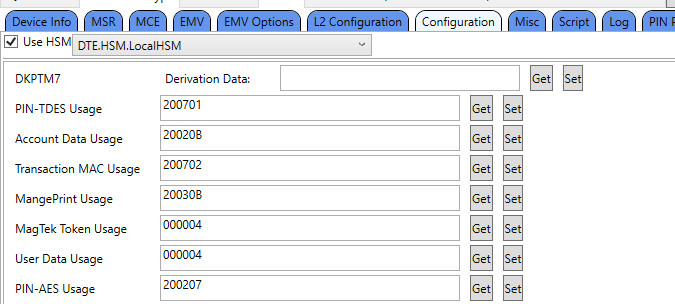 Device Info MSR MCE EMV EMV Options L2 Configuration Configuration Misc Script Log PIN
Use HSM DTE.HSM.LocalHSM
DKPTM7 Derivation Data: Get Set
PIN-TDES Usage 200701 Get Set
Account Data Usage 20020B Get Set
Transaction MAC Usage 200702 Get Set
MangePrint Usage 20030B Get Set
MagTek Token Usage 000004 Get Set
User Data Usage 000004 Get Set
PIN-AES Usage 200207 Get Set